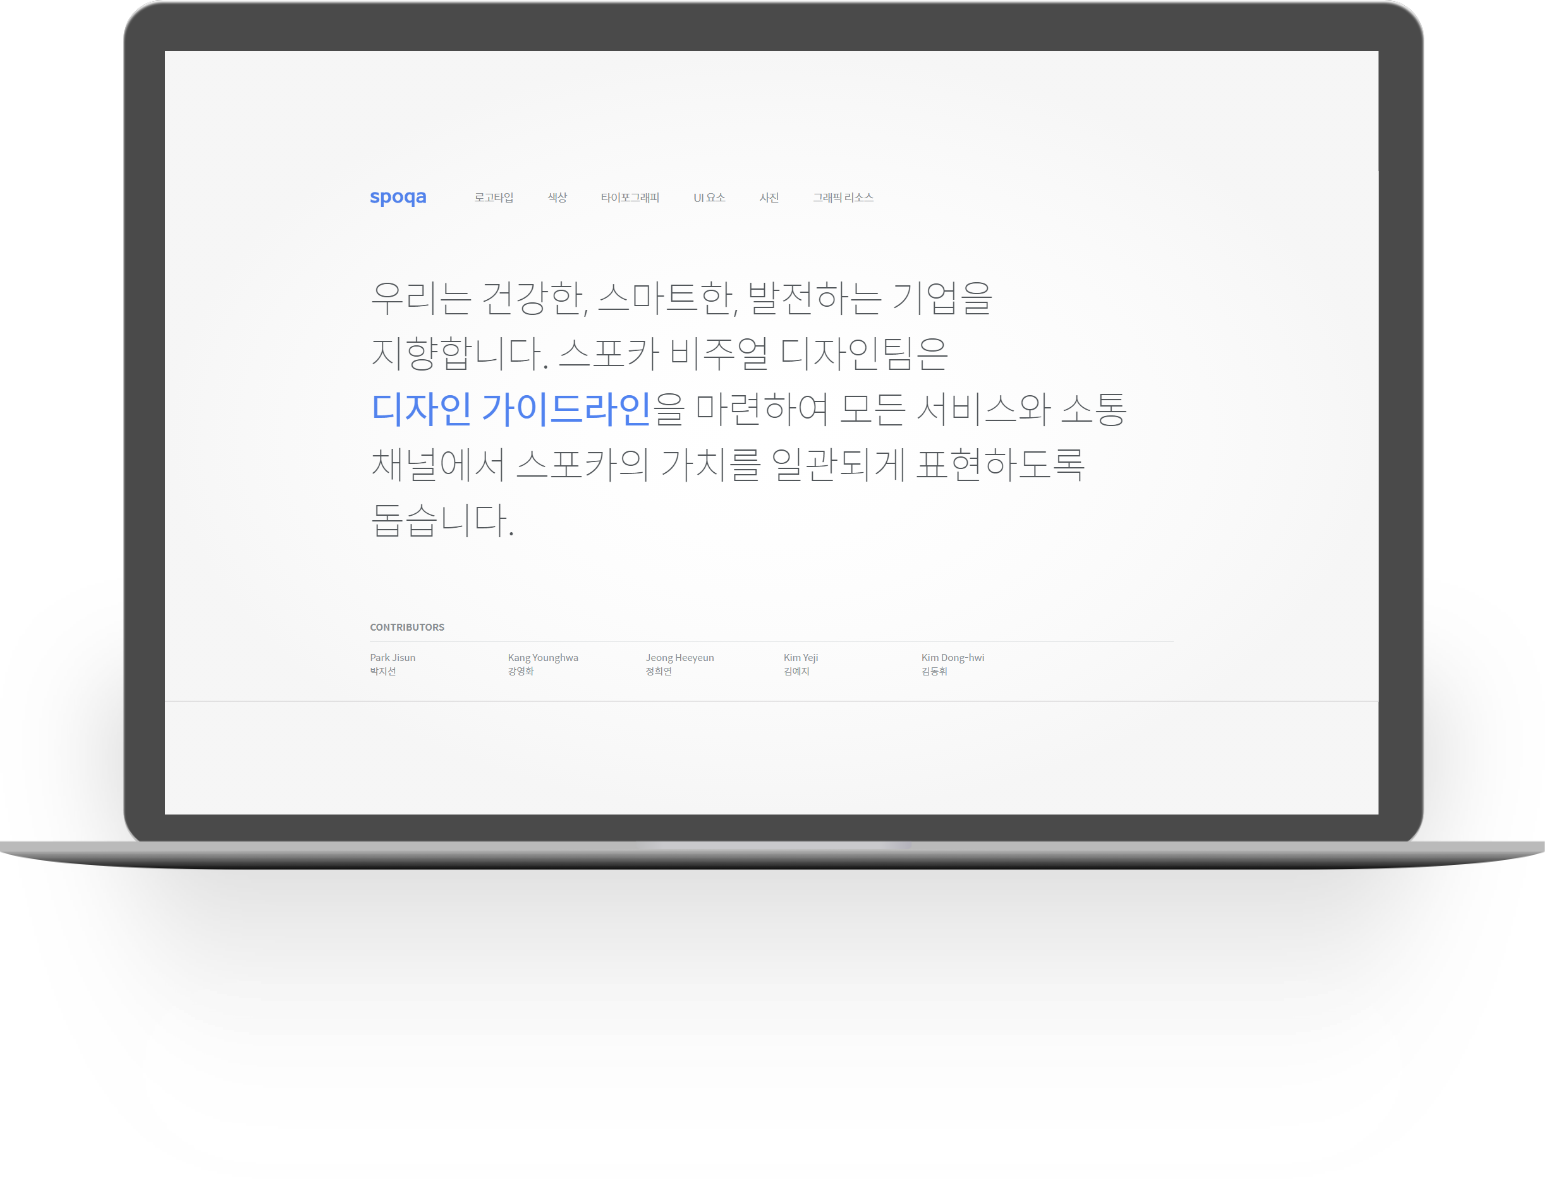 spoqa 로고타입 색상 타이포그래피 UI 요소 사진 그래픽 리소스
우리는 건강한, 스마트한, 발전하는 기업을
지향합니다. 스포카 비주얼 디자인팀은
디자인 가이드라인을 마련하여 모든 서비스와 소통
채널에서 스포카의 가치를 일관되게 표현하도록
돕습니다.
CONTRIBUTORS
Park Jisun Kang Younghwa Jeong Heeyeun Kim Yeji Kim Dong-hwi
박지선 강영화 정희연 김예지 김동휘